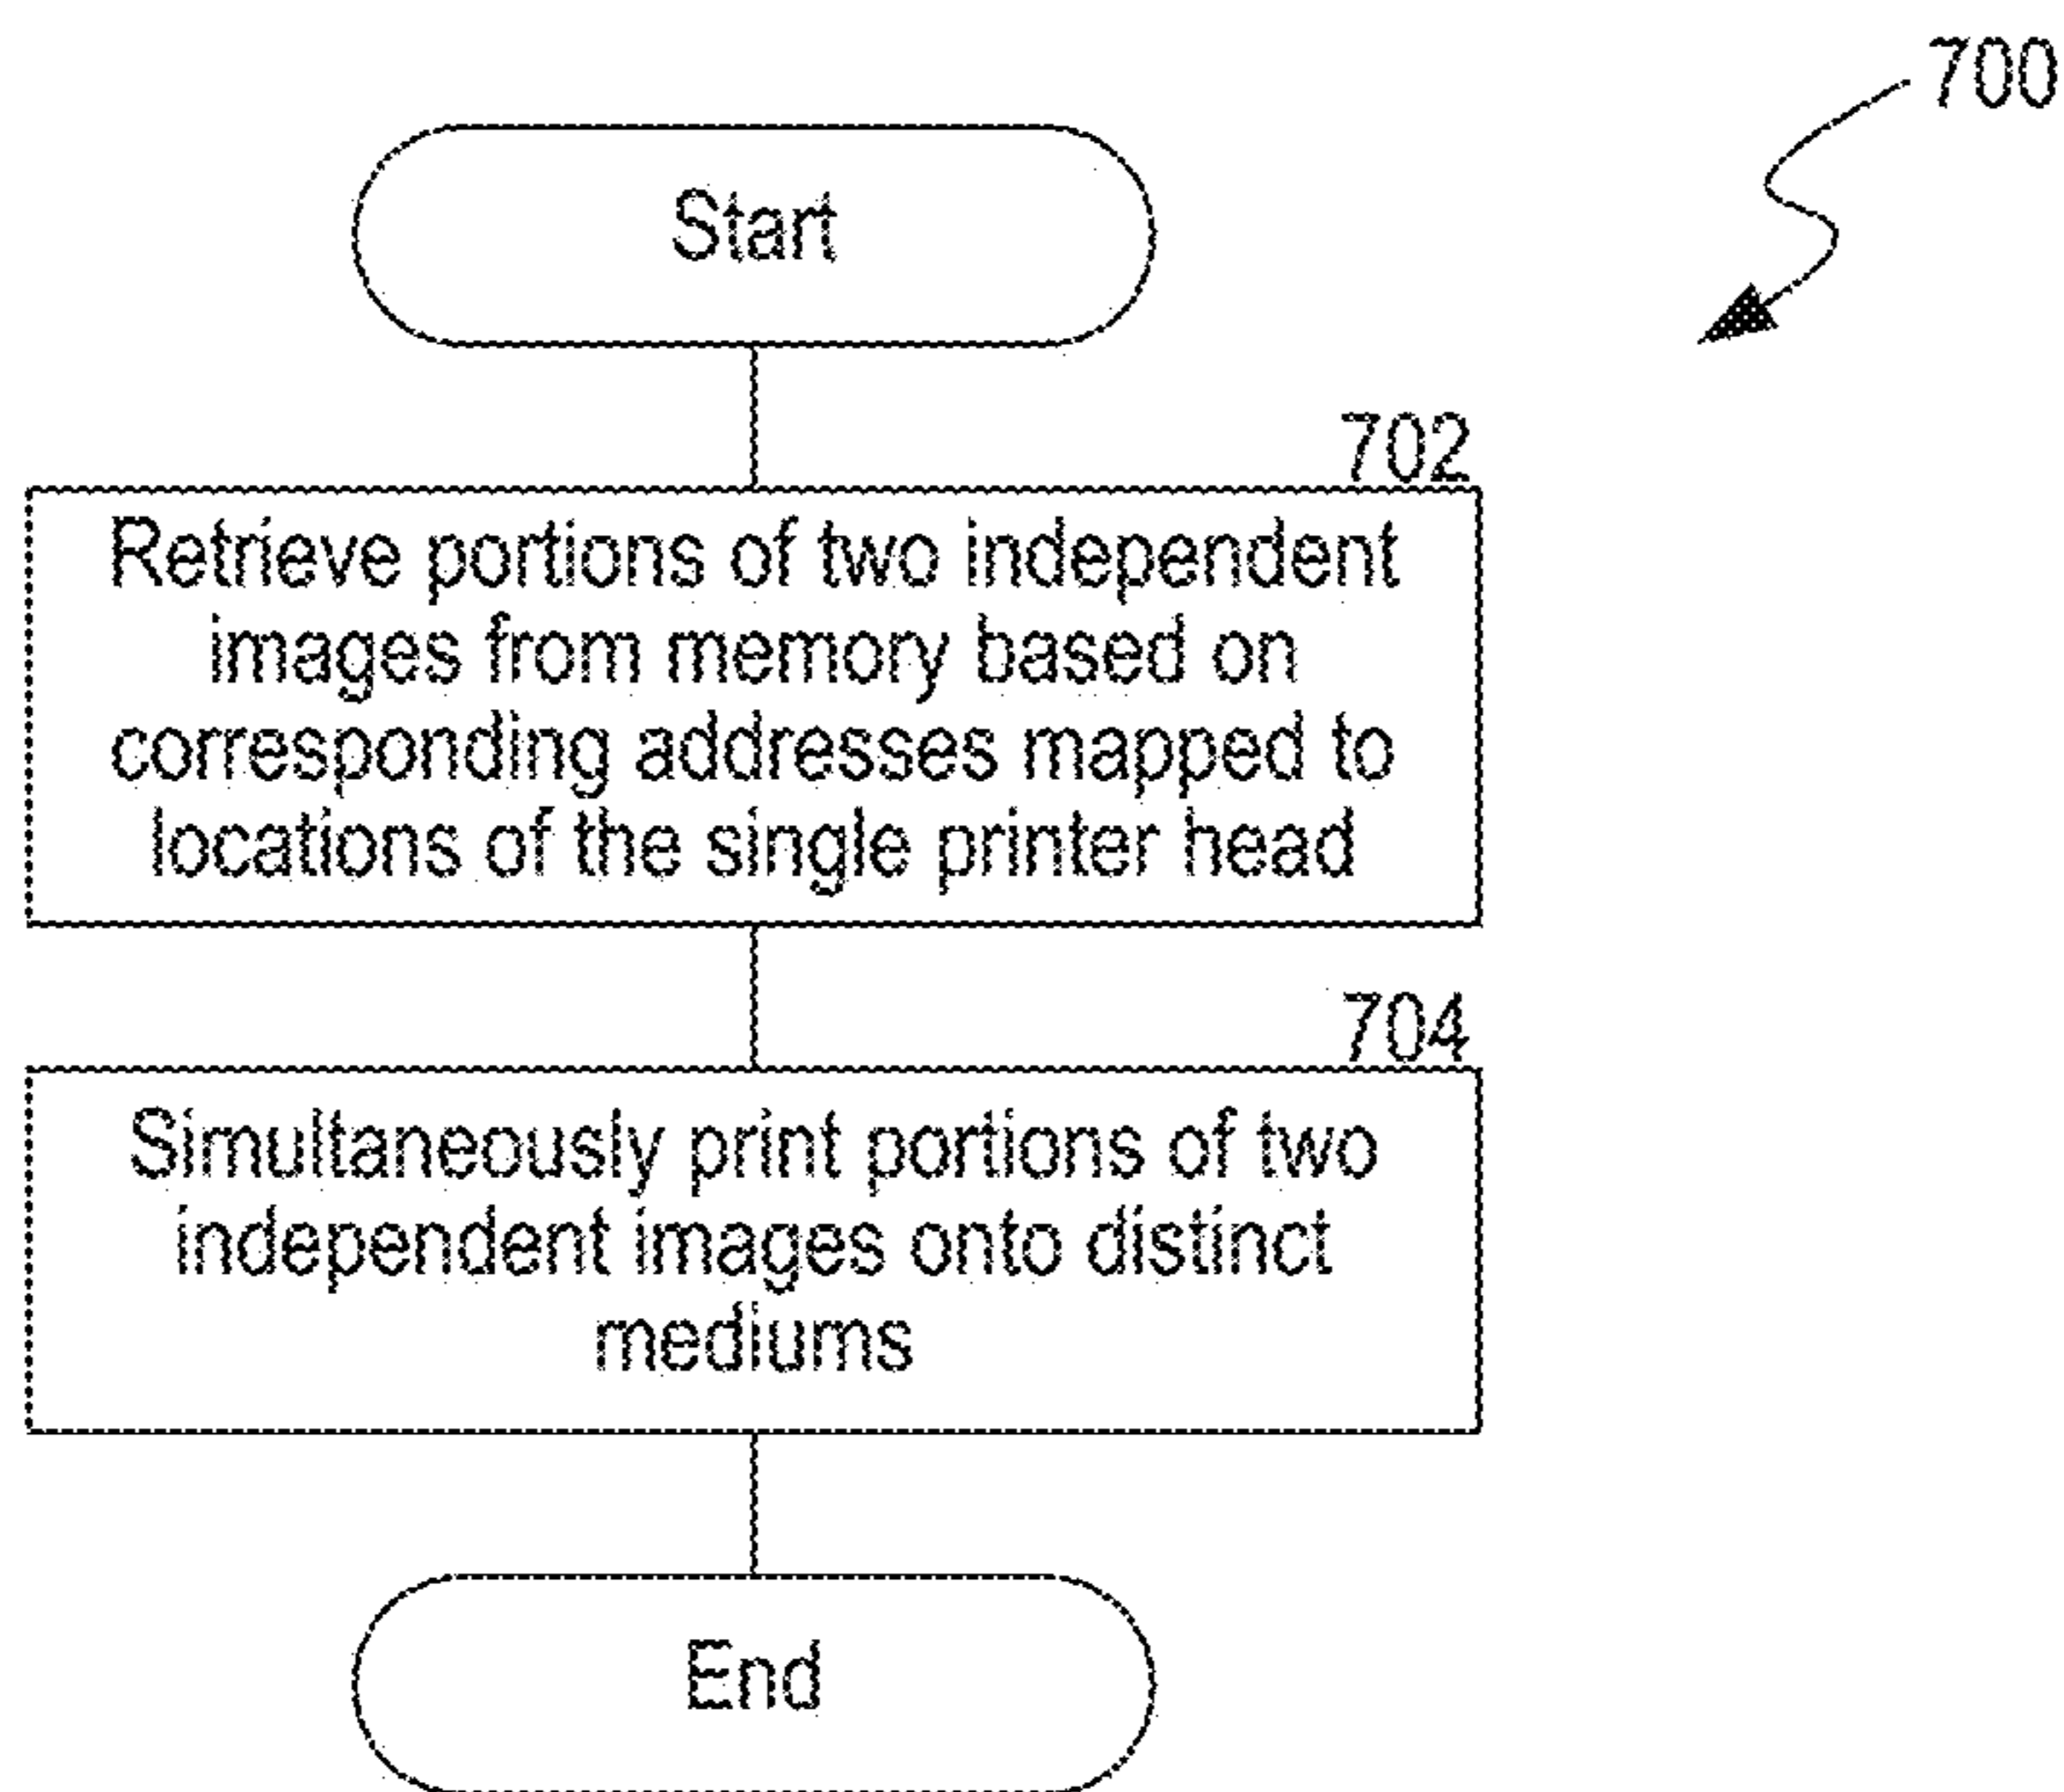 700
Start
702
Retrieve portions of two independent
images from memory based on
corresponding addresses mapped to
locations of the single printer head
704
Simultaneously print portions of two
independent images onto distinct
mediums
End